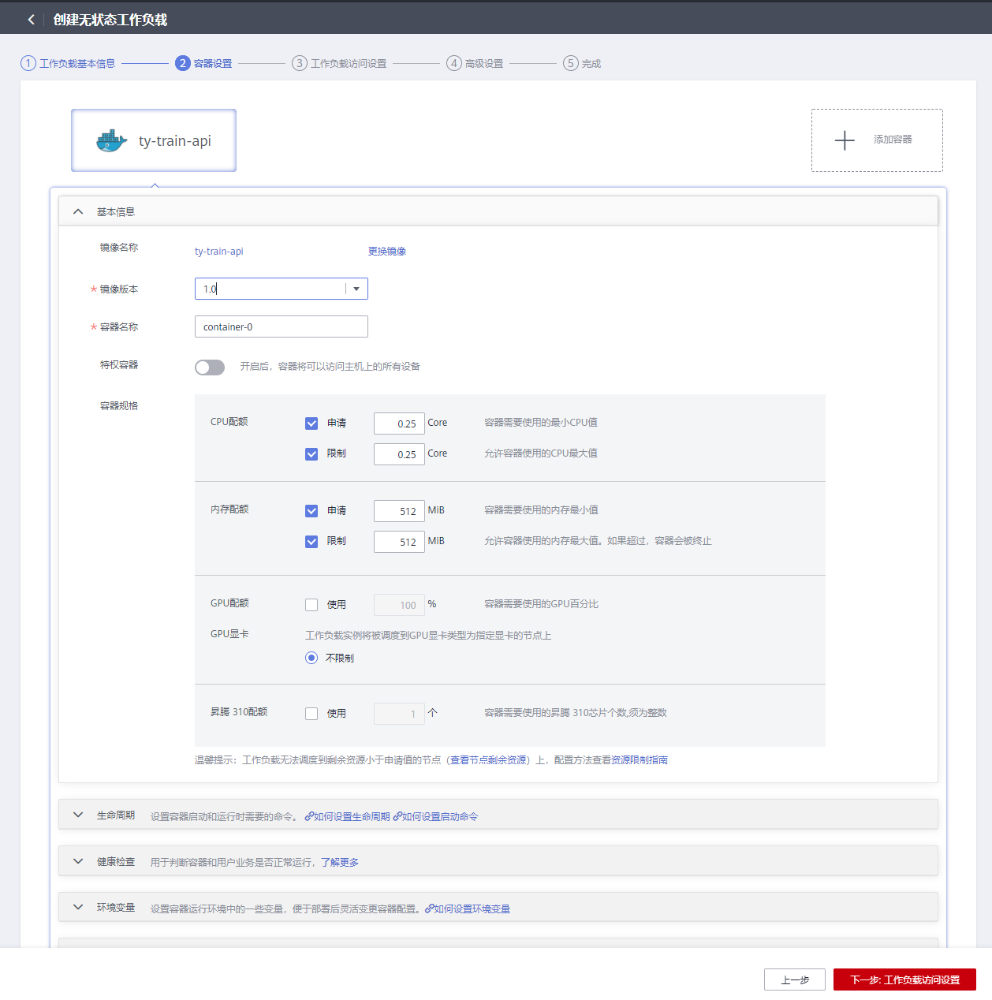 创建无状态工作负载
1 工作负载基本信息 2 容器设置 3 工作负载访问设置 4 高级设置 5 完成
ty-train-api
添加容器
基本信息
镜像名称 ty-train-api 更换镜像
* 镜像版本 1.0
* 容器名称 container-0
特权容器 开启后，容器将可以访问主机上的所有设备
容器规格
CPU配额 申请 0.25 Core 容器需要使用的最小CPU值
限制 0.25 Core 允许容器使用的CPU最大值
内存配额 申请 512 MiB 容器需要使用的内存最小值
限制 512 MiB 允许容器使用的内存最大值。如果超过，容器会被终止
GPU配额 使用 100 % 容器需要使用的GPU百分比
GPU显卡 工作负载实例将被调度到GPU显卡类型为指定显卡的节点上
不限制
昇腾 310配额 使用 1 个 容器需要使用的昇腾 310芯片个数,须为整数
温馨提示：工作负载无法调度到剩余资源小于申请值的节点（查看节点剩余资源）上，配置方法查看资源限制指南
生命周期 设置容器启动和运行时需要的命令。 如何设置生命周期 如何设置启动命令
健康检查 用于判断容器和用户业务是否正常运行，了解更多
环境变量 设置容器运行环境中的一些变量，便于部署后灵活变更容器配置。 如何设置环境变量
上一步 下一步: 工作负载访问设置